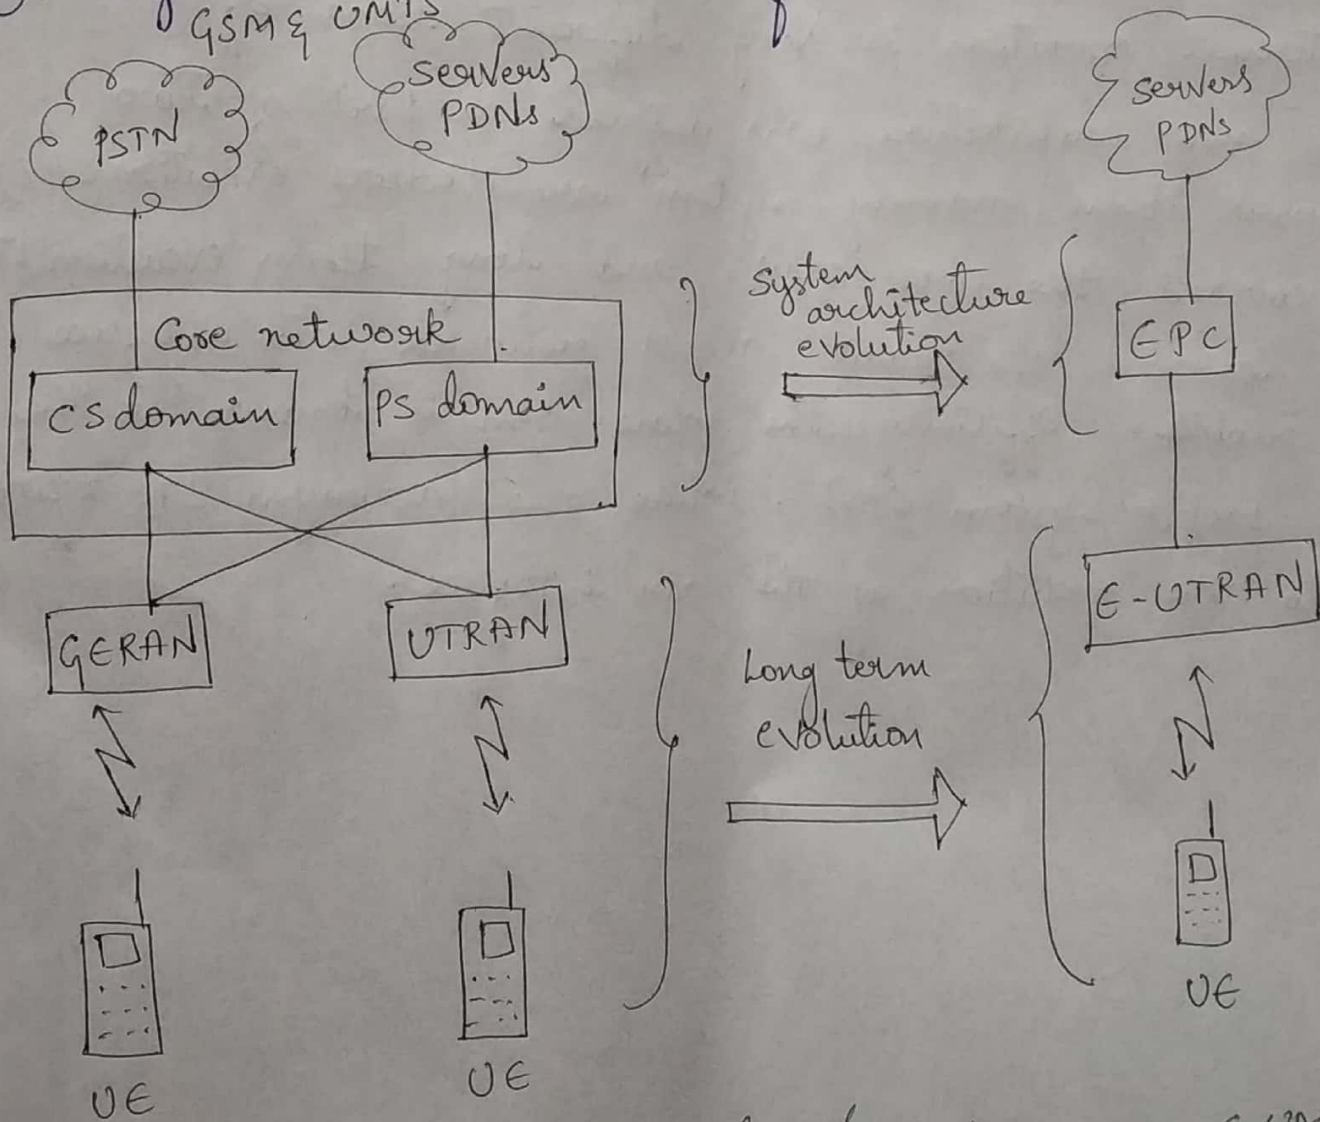 GSM & UMTS
PSTN
Servers
PDNs
Servers
PDNs
Core network
CS domain
PS domain
System
architecture
evolution
EPC
GERAN
UTRAN
E-UTRAN
Long term
evolution
UE
UE
UE